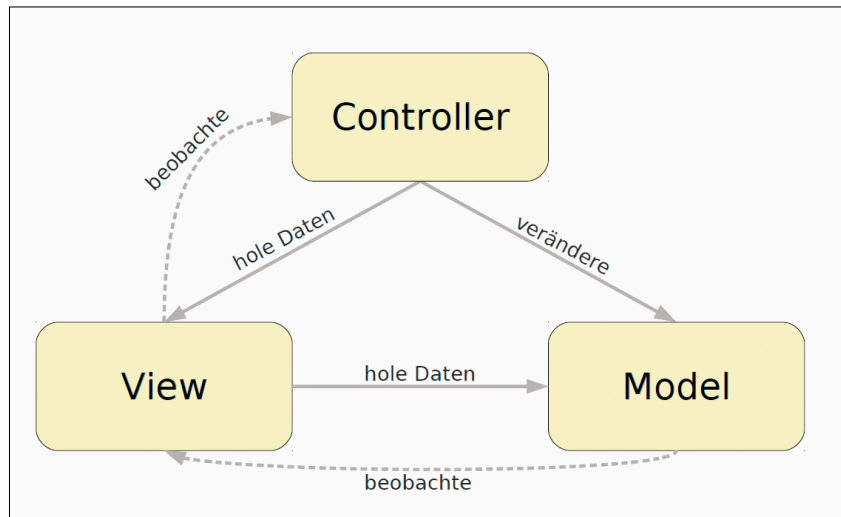 Controller
beobachte
hole Daten
verändere
View
hole Daten
Model
beobachte